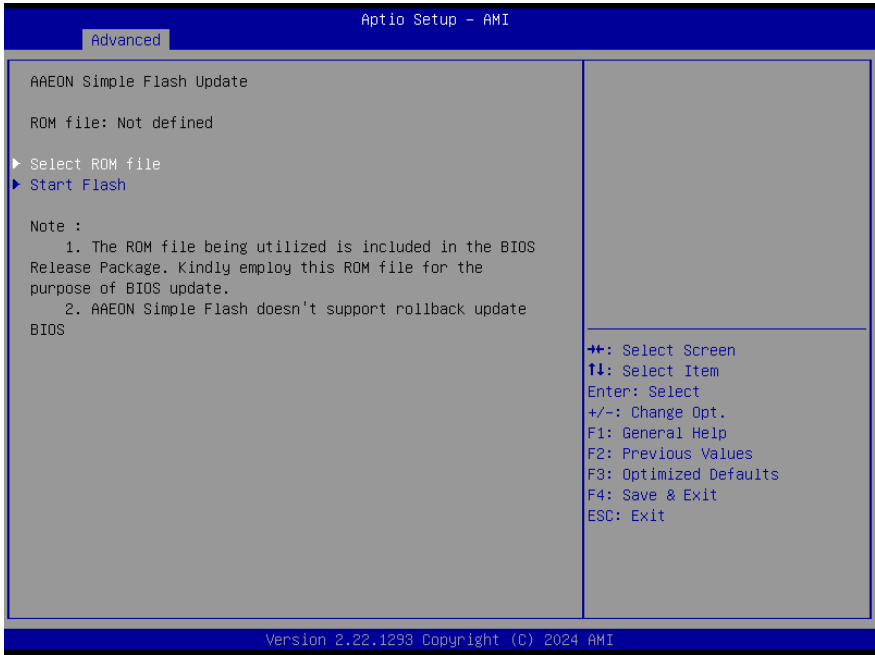 Aptio Setup – AMI
Advanced
AAEON Simple Flash Update
ROM file: Not defined
Select ROM file
Start Flash
Note :
1. The ROM file being utilized is included in the BIOS
Release Package. Kindly employ this ROM file for the
purpose of BIOS update.
2. AAEON Simple Flash doesn't support rollback update
BIOS
→←: Select Screen
↑↓: Select Item
Enter: Select
+/-: Change Opt.
F1: General Help
F2: Previous Values
F3: Optimized Defaults
F4: Save & Exit
ESC: Exit
Version 2.22.1293 Copyright (C) 2024 AMI